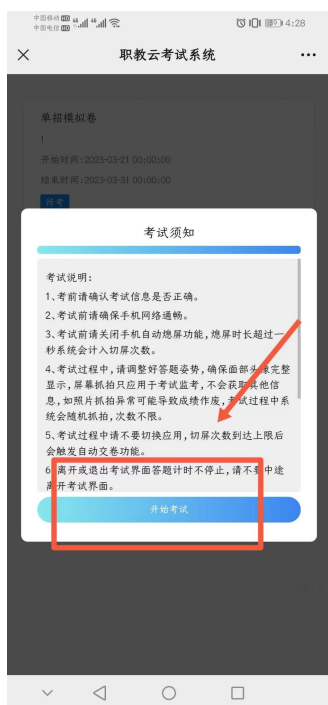 中国移动 HD 4G 4G 4:28
中国电信 HD
职教云考试系统
单招模拟卷
1
开始时间:2023-03-21 00:00:00
结束时间:2023-03-31 00:00:00
待考
考试须知
考试说明:
1、考前请确认考试信息是否正确。
2、考试前请确保手机网络通畅。
3、考试前请关闭手机自动熄屏功能,熄屏时长超过一
秒系统会计入切屏次数。
4、考试过程中,请调整好答题姿势,确保面部头像完整
显示,屏幕抓拍只应用于考试监考,不会获取其他信
息,如照片抓拍异常可能导致成绩作废,考试过程中系
统会随机抓拍,次数不限。
5、考试过程中请不要切换应用,切屏次数到达上限后
会触发自动交卷功能。
6、离开或退出考试界面答题计时不停止,请不要中途
离开考试界面。
开始考试